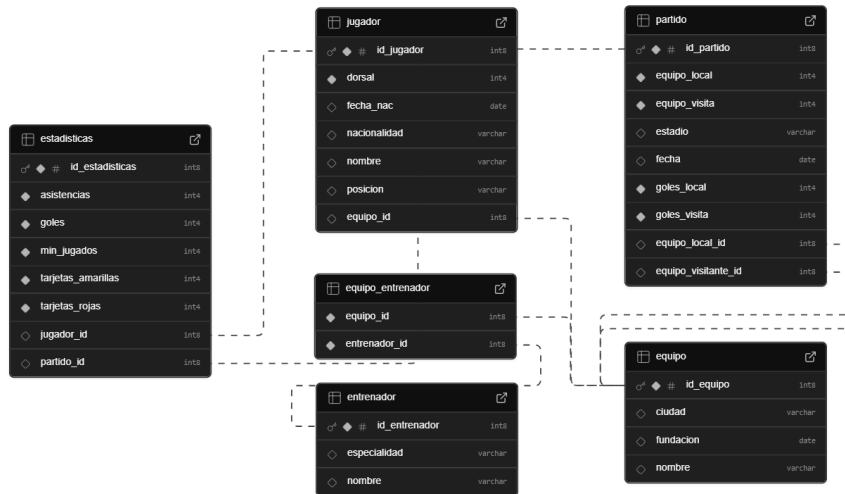 estadisticas
id_estadisticas int8
asistencias int4
goles int4
min_jugados int4
tarjetas_amarillas int4
tarjetas_rojas int4
jugador_id int8
partido_id int8
jugador
id_jugador int8
dorsal int4
fecha_nac date
nacionalidad varchar
nombre varchar
posicion varchar
equipo_id int8
equipo_entrenador
equipo_id int8
entrenador_id int8
entrenador
id_entrenador int8
especialidad varchar
nombre varchar
partido
id_partido int8
equipo_local int4
equipo_visita int4
estadio varchar
fecha date
goles_local int4
goles_visita int4
equipo_local_id int8
equipo_visitante_id int8
equipo
id_equipo int8
ciudad varchar
fundacion date
nombre varchar